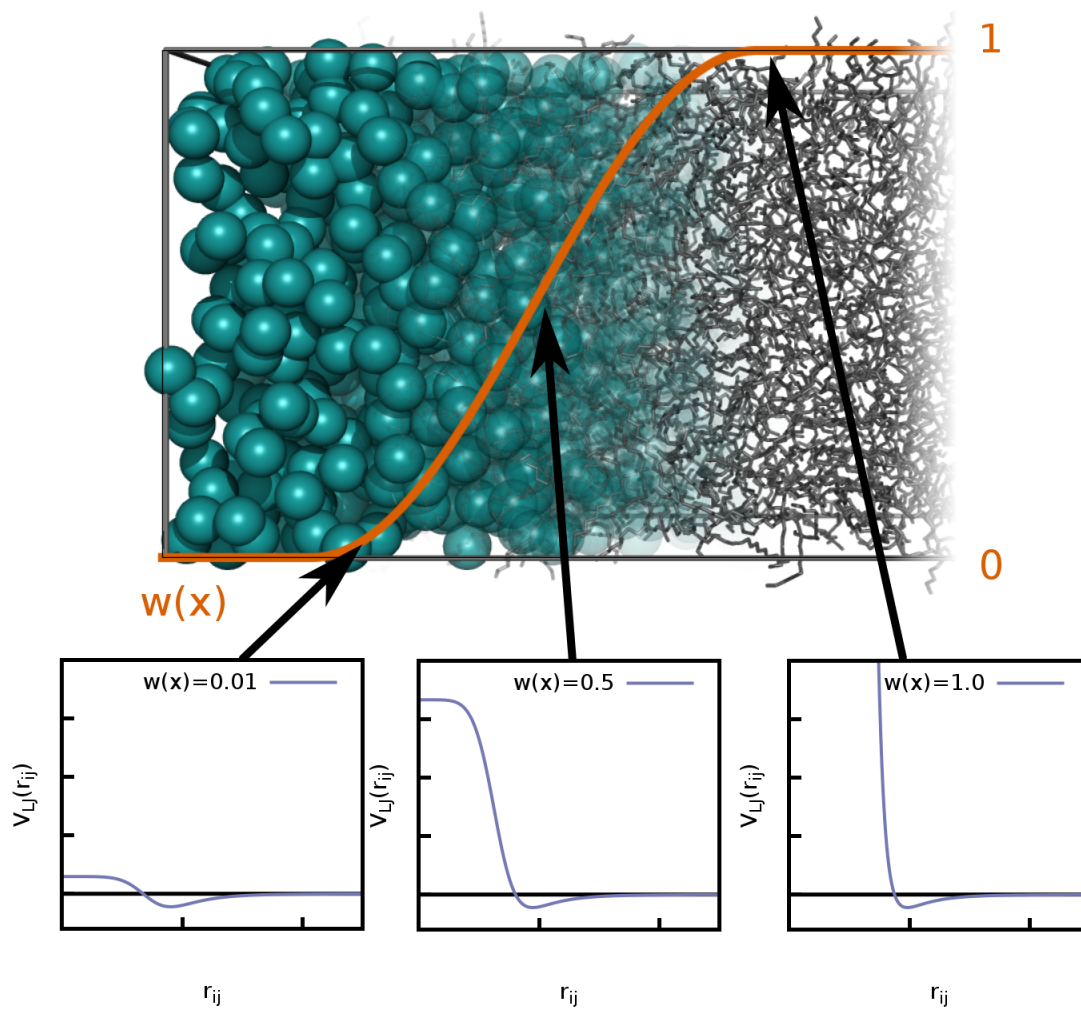 1
0
w(x)
w(x)=0.01
V_LJ(r_ij)
r_ij
w(x)=0.5
V_LJ(r_ij)
r_ij
w(x)=1.0
V_LJ(r_ij)
r_ij